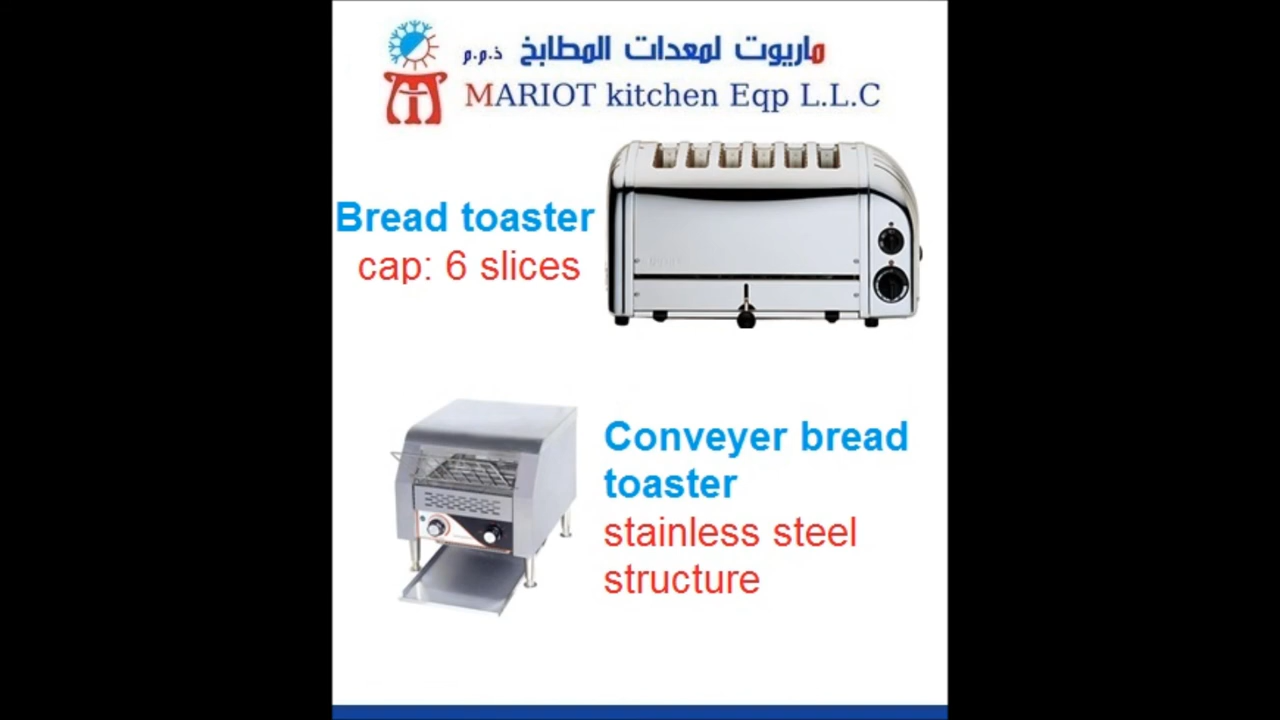 ماريوت لمعدات المطابخ ذ.م.م
MARIOT kitchen Eqp L.L.C
Bread toaster
cap: 6 slices
Conveyer bread
toaster
stainless steel
structure